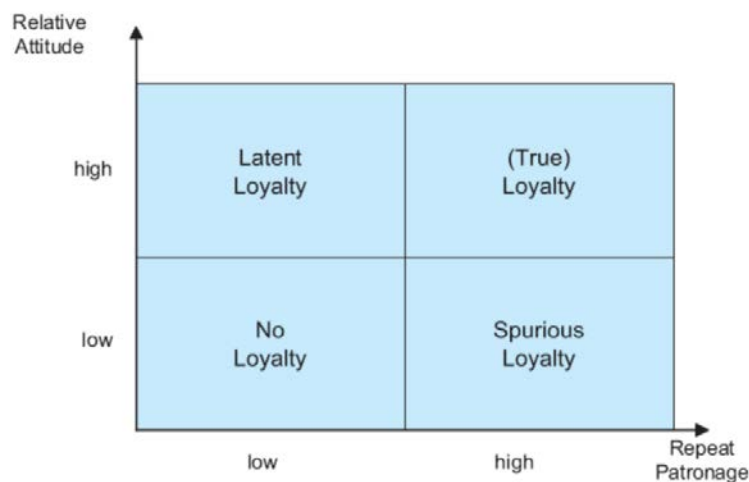 Relative
Attitude
high
Latent
Loyalty
(True)
Loyalty
low
No
Loyalty
Spurious
Loyalty
low
high
Repeat
Patronage